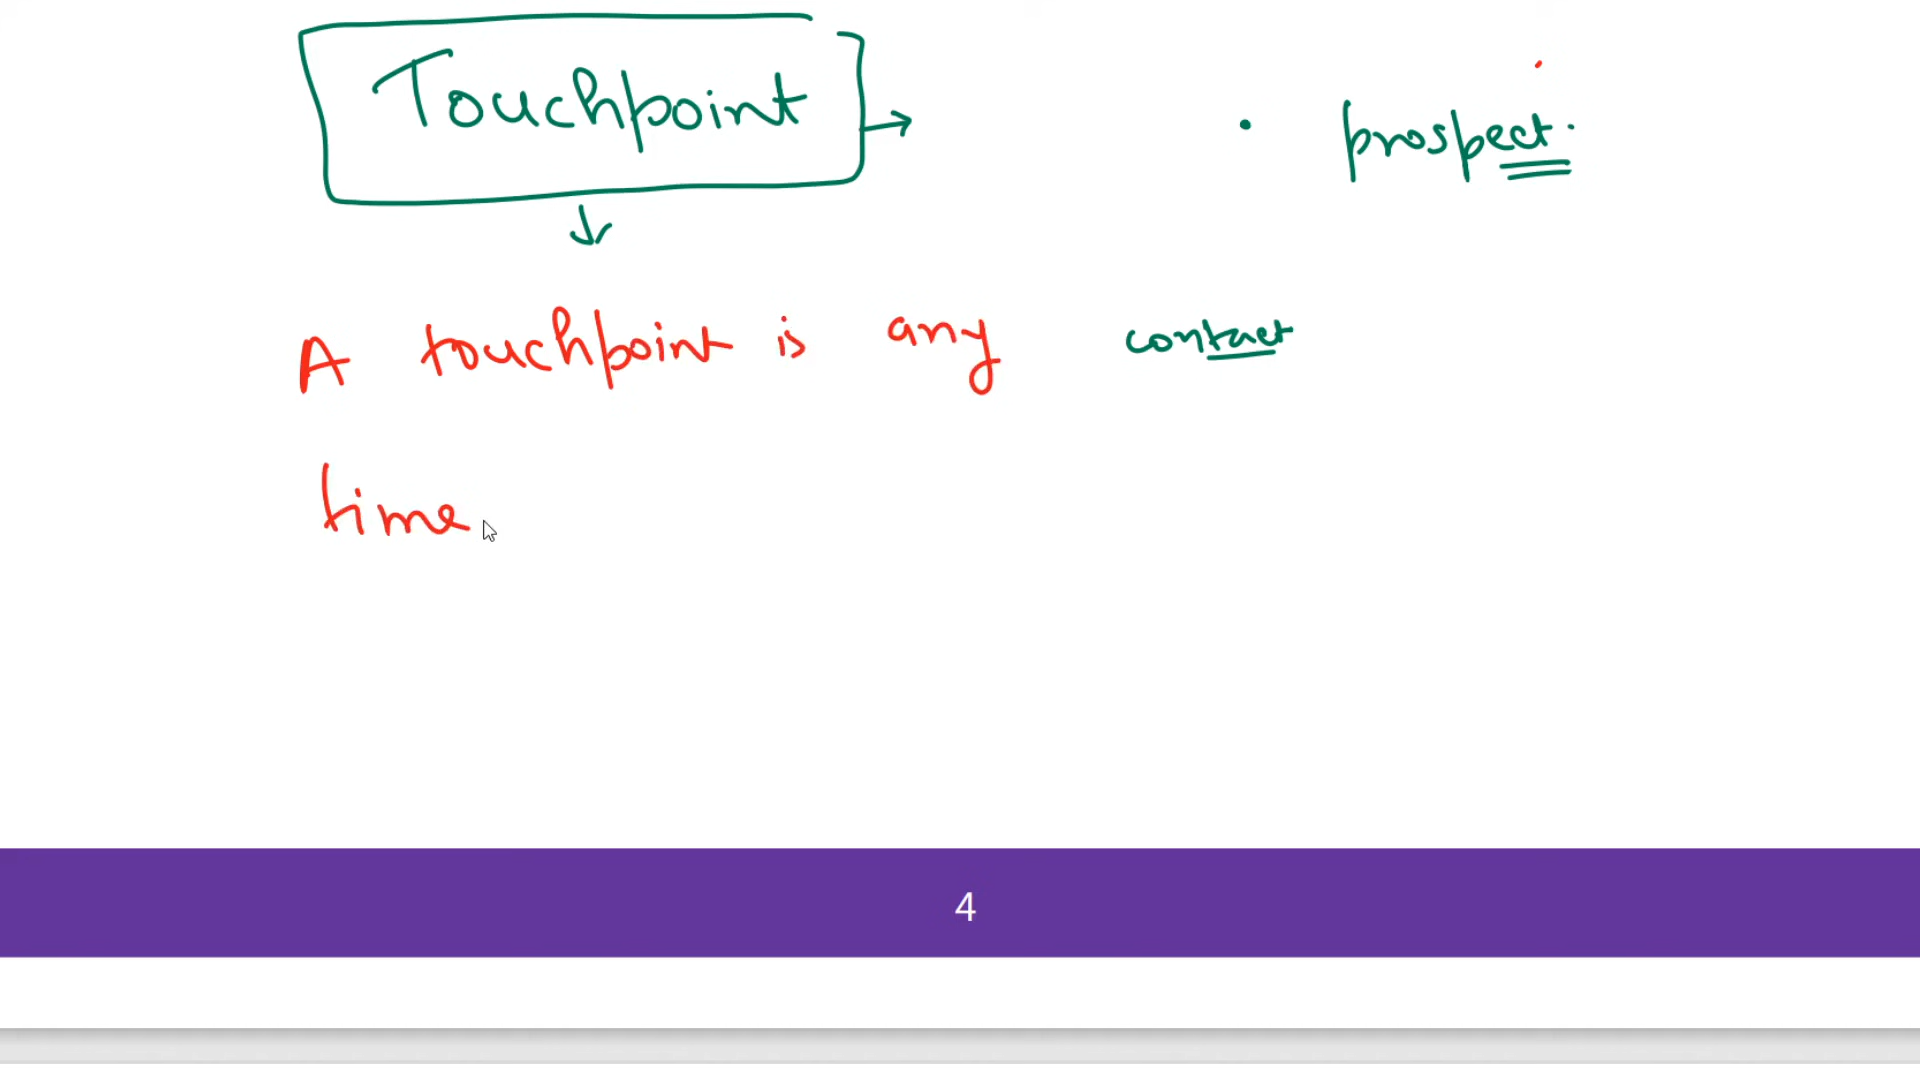 Touchpoint → • prospect.
↓
A touchpoint is any contact
time
4